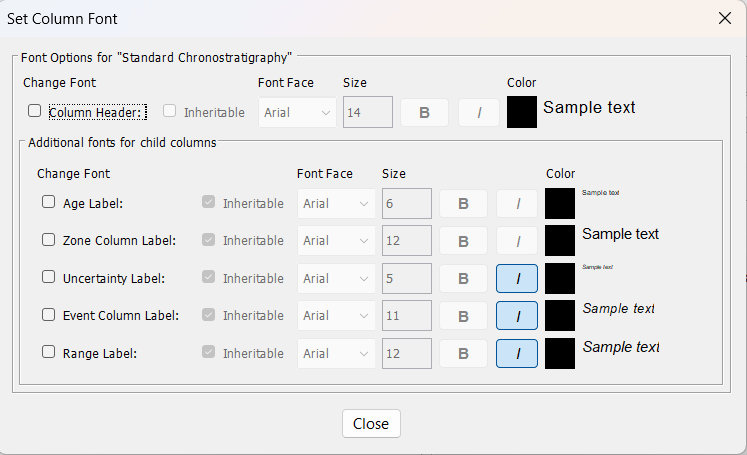 Set Column Font
Font Options for "Standard Chronostratigraphy"
Change Font Font Face Size Color
Column Header: Inheritable Arial 14 B I Sample text
Additional fonts for child columns
Change Font Font Face Size Color
Age Label: Inheritable Arial 6 B I Sample text
Zone Column Label: Inheritable Arial 12 B I Sample text
Uncertainty Label: Inheritable Arial 5 B I Sample text
Event Column Label: Inheritable Arial 11 B I Sample text
Range Label: Inheritable Arial 12 B I Sample text
Close